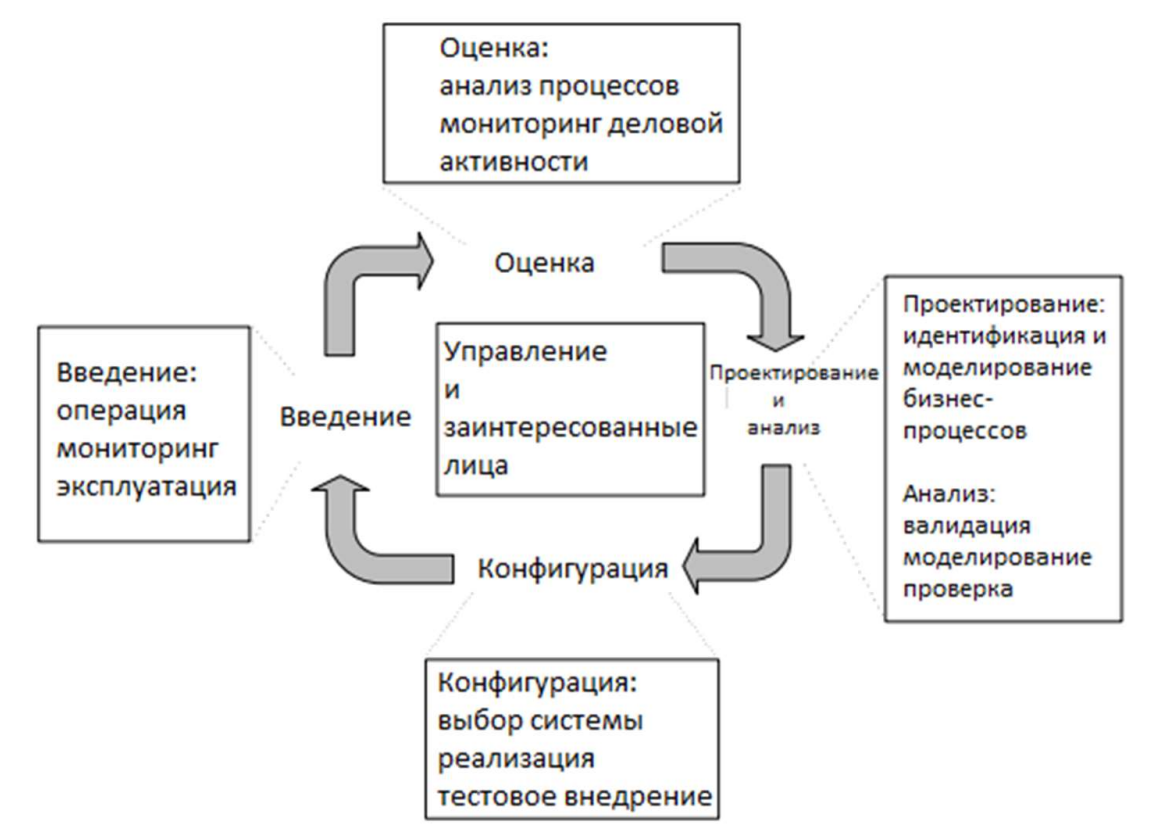 Оценка:
анализ процессов
мониторинг деловой
активности
Оценка
Введение:
операция
мониторинг
эксплуатация
Введение
Управление
и
заинтересованные
лица
Проектирование
и
анализ
Проектирование:
идентификация и
моделирование
бизнес-
процессов
Анализ:
валидация
моделирование
проверка
Конфигурация
Конфигурация:
выбор системы
реализация
тестовое внедрение